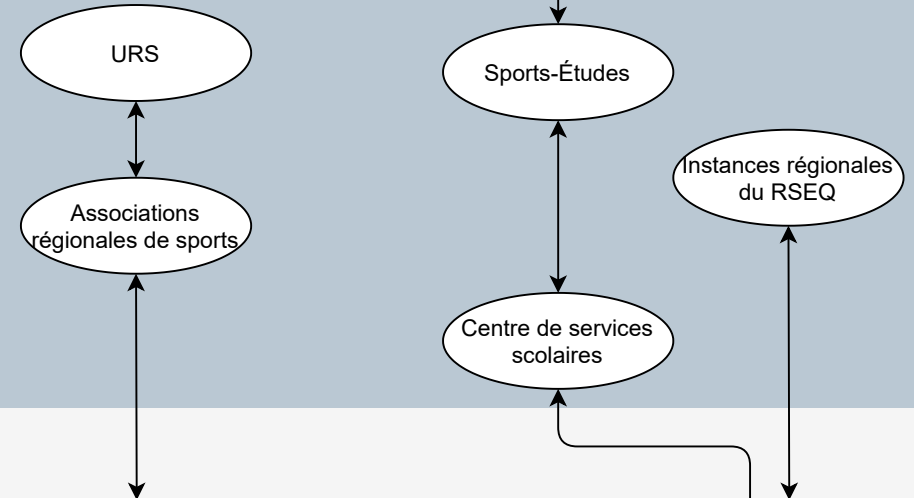 URS
Sports-Études
Instances régionales
du RSEQ
Associations
régionales de sports
Centre de services
scolaires